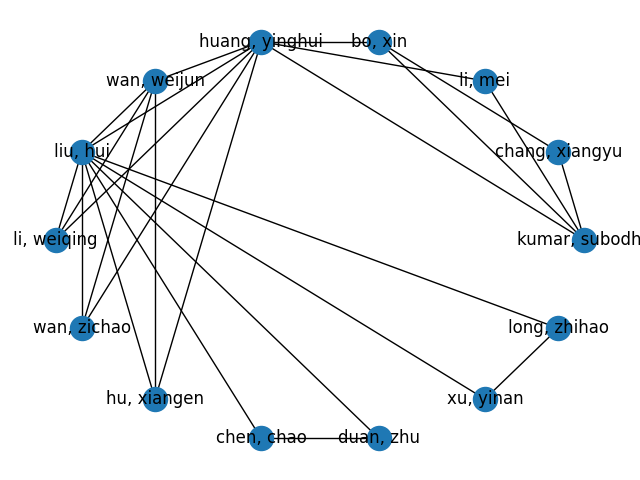 huang, yinghui
bo, xin
wan, weijun
li, mei
liu, hui
chang, xiangyu
li, weiqing
kumar, subodh
wan, zichao
long, zhihao
hu, xiangen
xu, yinan
chen, chao
duan, zhu